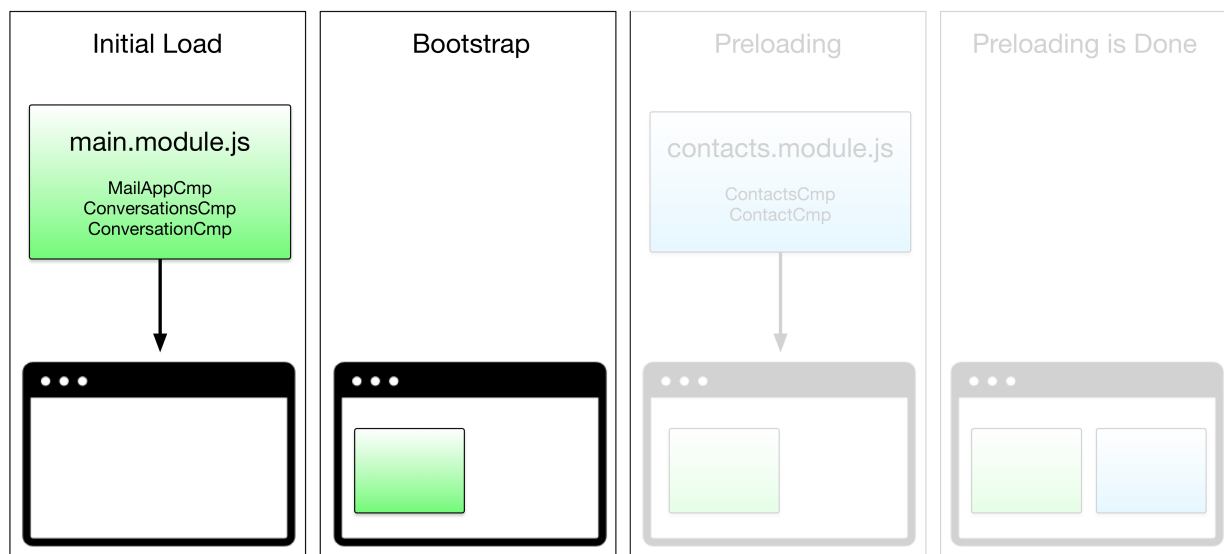 Initial Load
main.module.js
MailAppCmp
ConversationsCmp
ConversationCmp
Bootstrap
Preloading
contacts.module.js
ContactsCmp
ContactCmp
Preloading is Done